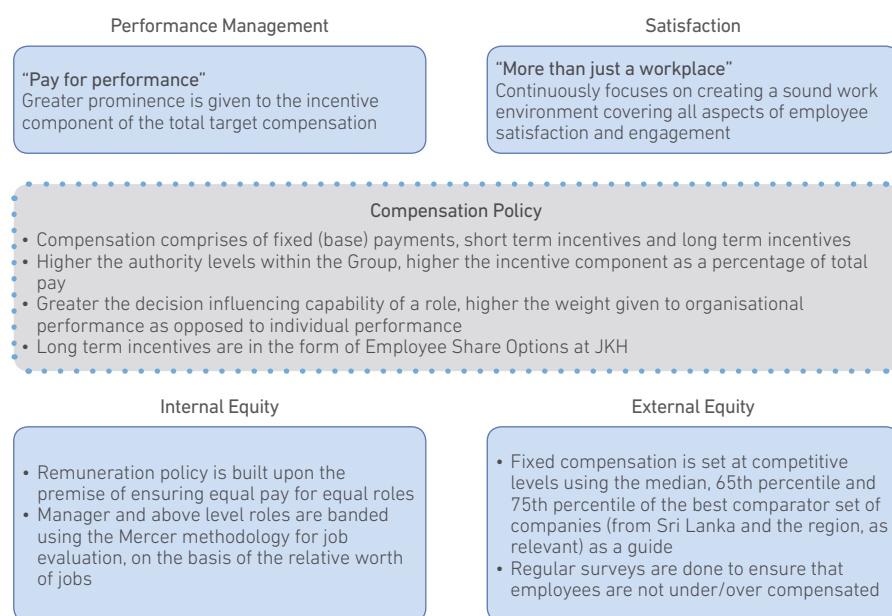 Performance Management
Satisfaction
“Pay for performance”
Greater prominence is given to the incentive
component of the total target compensation
“More than just a workplace”
Continuously focuses on creating a sound work
environment covering all aspects of employee
satisfaction and engagement
Compensation Policy
• Compensation comprises of fixed (base) payments, short term incentives and long term incentives
• Higher the authority levels within the Group, higher the incentive component as a percentage of total
pay
• Greater the decision influencing capability of a role, higher the weight given to organisational
performance as opposed to individual performance
• Long term incentives are in the form of Employee Share Options at JKH
Internal Equity
External Equity
• Remuneration policy is built upon the
premise of ensuring equal pay for equal roles
• Manager and above level roles are banded
using the Mercer methodology for job
evaluation, on the basis of the relative worth
of jobs
• Fixed compensation is set at competitive
levels using the median, 65th percentile and
75th percentile of the best comparator set of
companies (from Sri Lanka and the region, as
relevant) as a guide
• Regular surveys are done to ensure that
employees are not under/over compensated